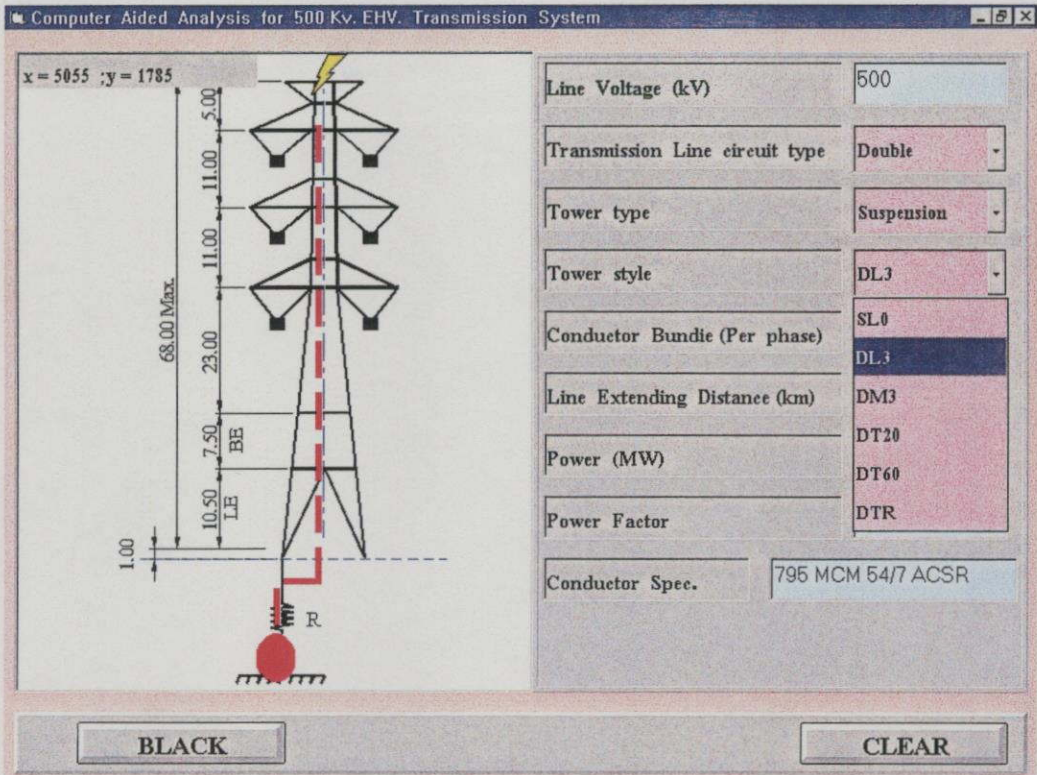 Computer Aided Analysis for 500 Kv. EHV. Transmission System
x = 5055 ;y = 1785
5.00
11.00
11.00
68.00 Max.
23.00
7.50
BE
10.50
LE
1.00
R
Line Voltage (kV)
500
Transmission Line circuit type
Double
Tower type
Suspension
Tower style
DL3
SL0
DL3
DM3
DT20
DT60
DTR
Conductor Bundie (Per phase)
Line Extending Distance (km)
Power (MW)
Power Factor
Conductor Spec.
795 MCM 54/7 ACSR
BLACK
CLEAR